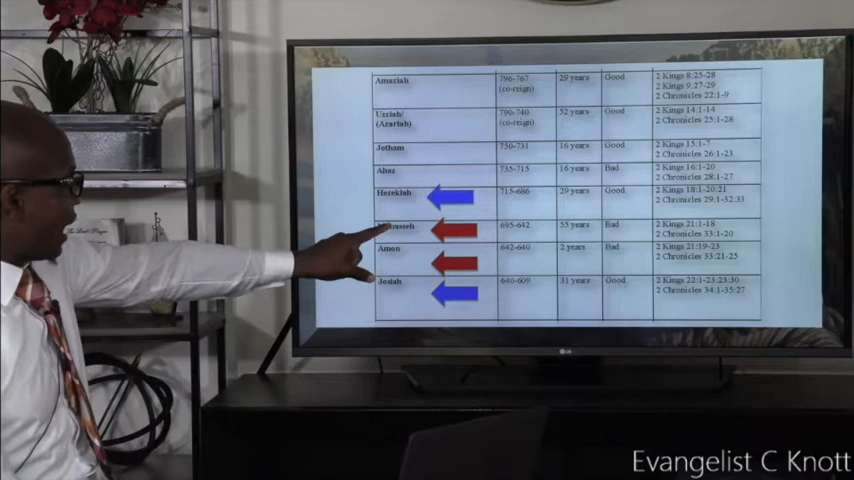 Amaziah 796-767 29 years Good 2 Kings 8:25-28
(co-reign) 2 Kings 9:27-29
2 Chronicles 22:1-9
Uzziah/ 790-740 52 years Good 2 Kings 14:1-14
(Azariah) (co-reign) 2 Chronicles 25:1-28
Jotham 750-731 16 years Good 2 Kings 15:1-7
2 Chronicles 26:1-23
Ahaz 735-715 16 years Bad 2 Kings 16:1-20
2 Chronicles 28:1-27
Hezekiah 715-686 29 years Good 2 Kings 18:1-20:21
2 Chronicles 29:1-32:33
695-642 55 years Bad 2 Kings 21:1-18
2 Chronicles 33:1-20
Amon 642-640 2 years Bad 2 Kings 21:19-23
2 Chronicles 33:21-25
Josiah 640-609 31 years Good 2 Kings 22:1-23:23:30
2 Chronicles 34:1-35:27
LG
Evangelist C Knott